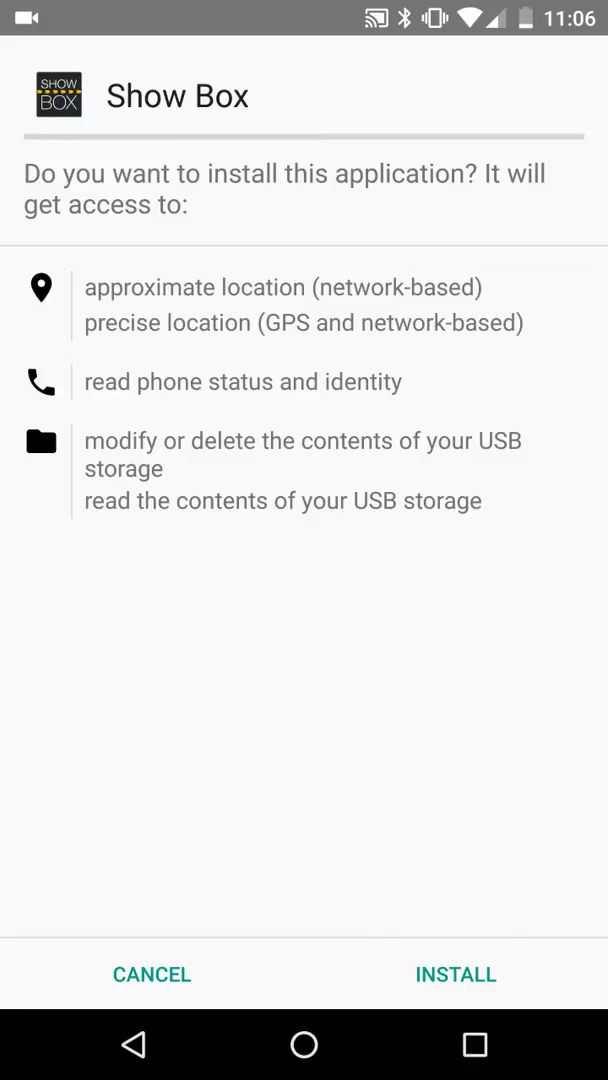 11:06
SHOW
BOX
Show Box
Do you want to install this application? It will
get access to:
approximate location (network-based)
precise location (GPS and network-based)
read phone status and identity
modify or delete the contents of your USB
storage
read the contents of your USB storage
CANCEL
INSTALL